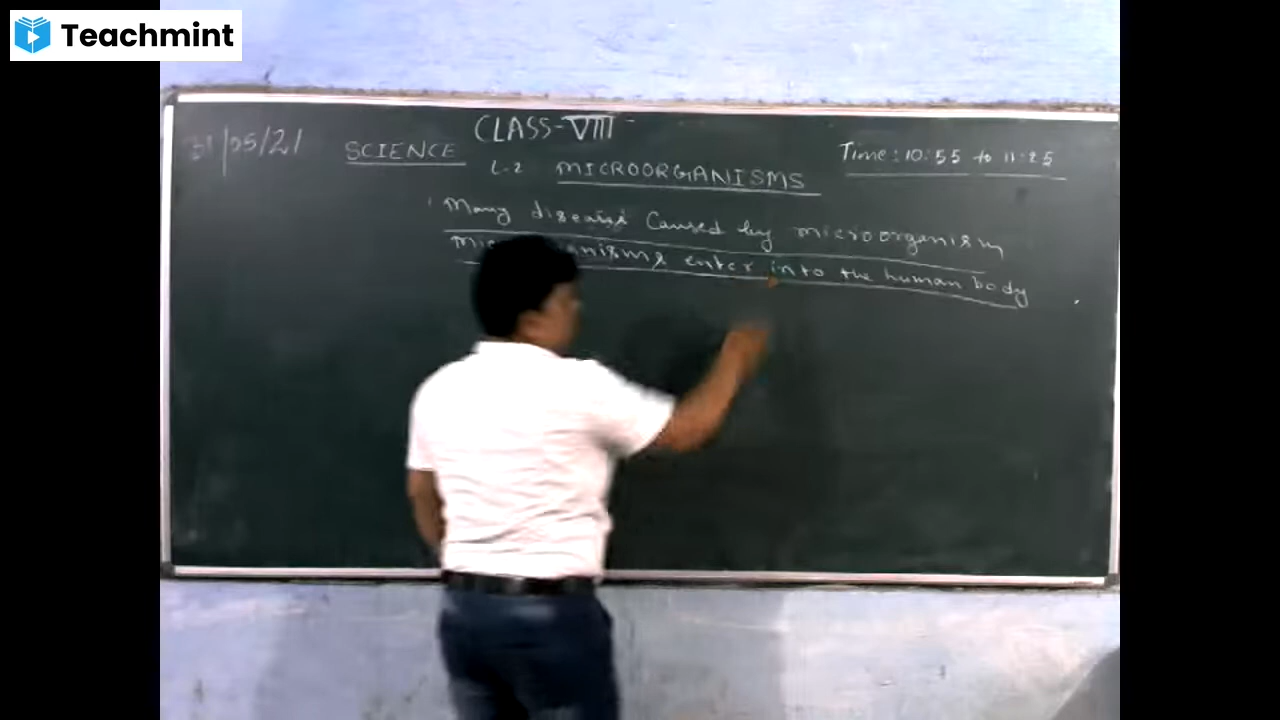 Teachmint
CLASS-VIII
31/05/21
SCIENCE
L-2 MICROORGANISMS
Time: 10:55 to 11:25
Many diseases Caused by microorganism
enter into the human body